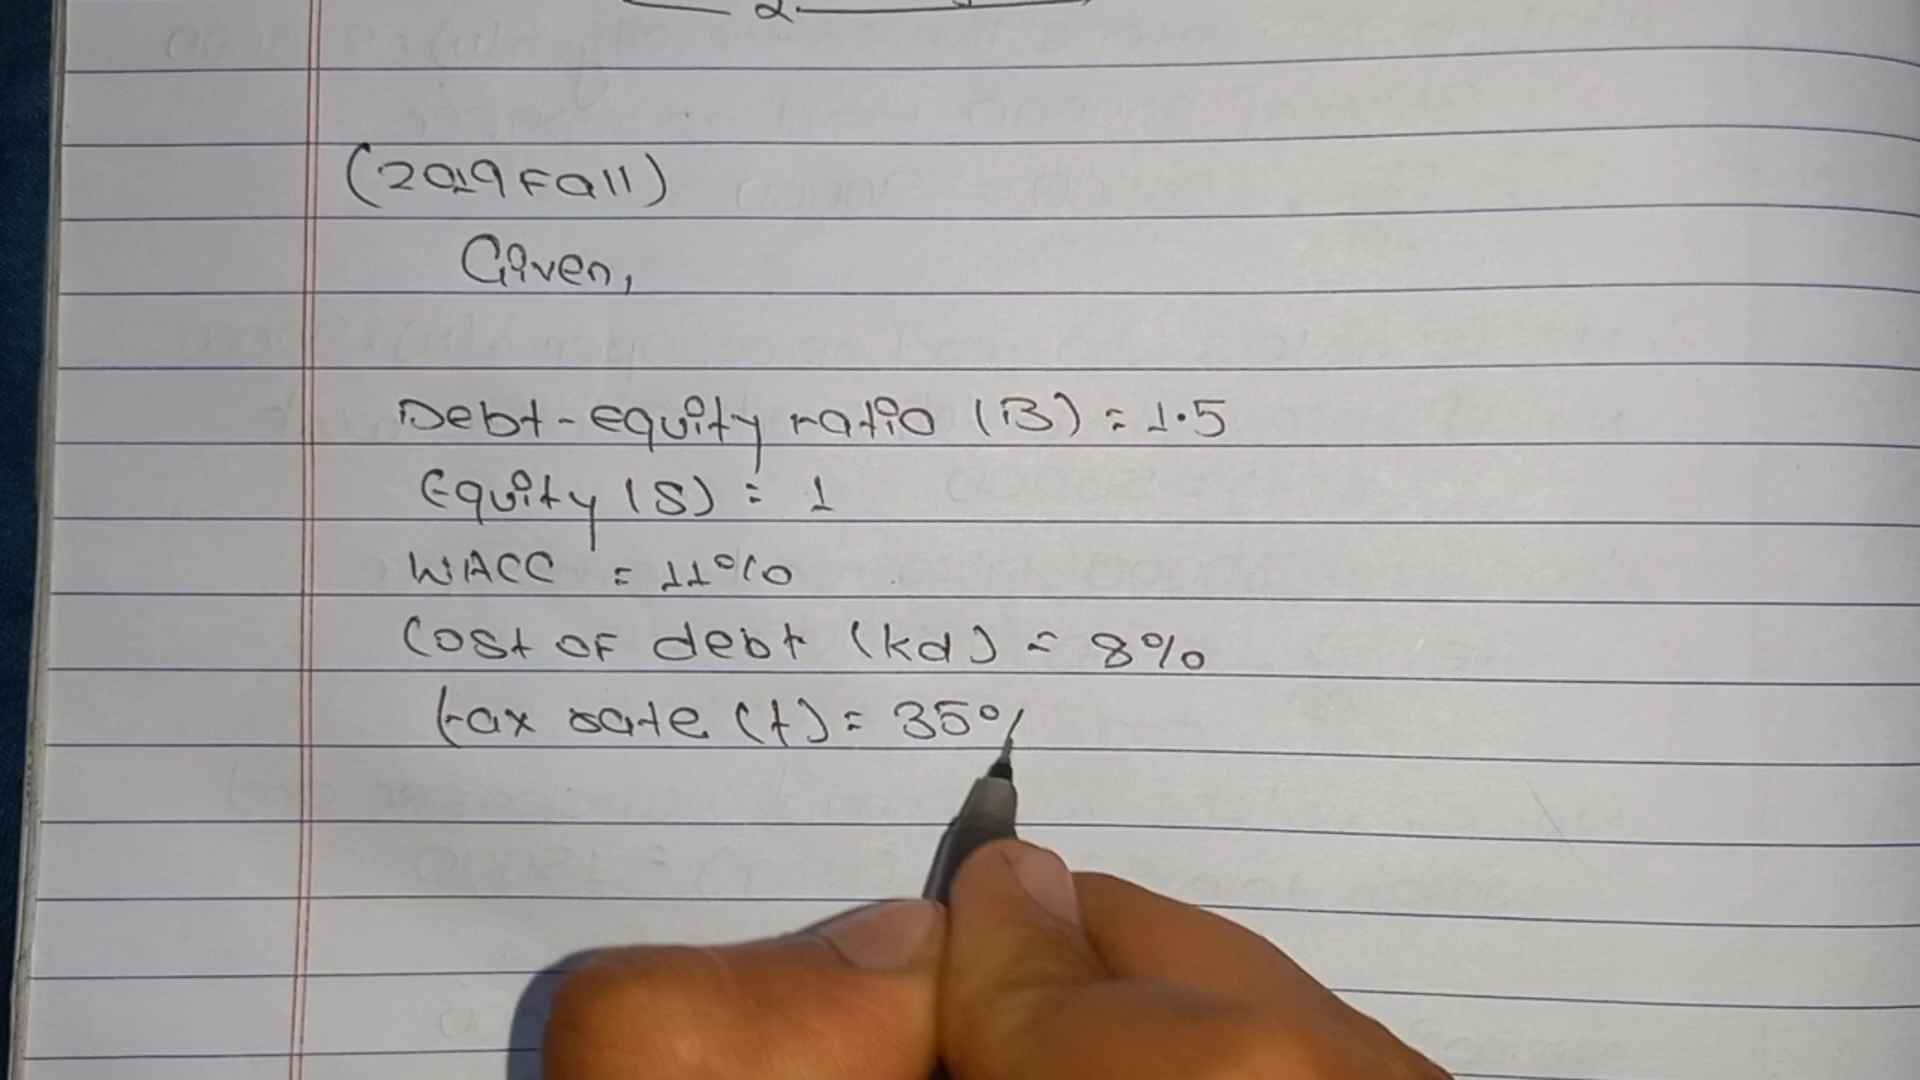 (2019 Fall)
Given,
Debt-equity ratio (B) = 1.5
Equity (S) = 1
WACC = 11%
Cost OF debt (kd) = 8%
tax rate (t) = 35%